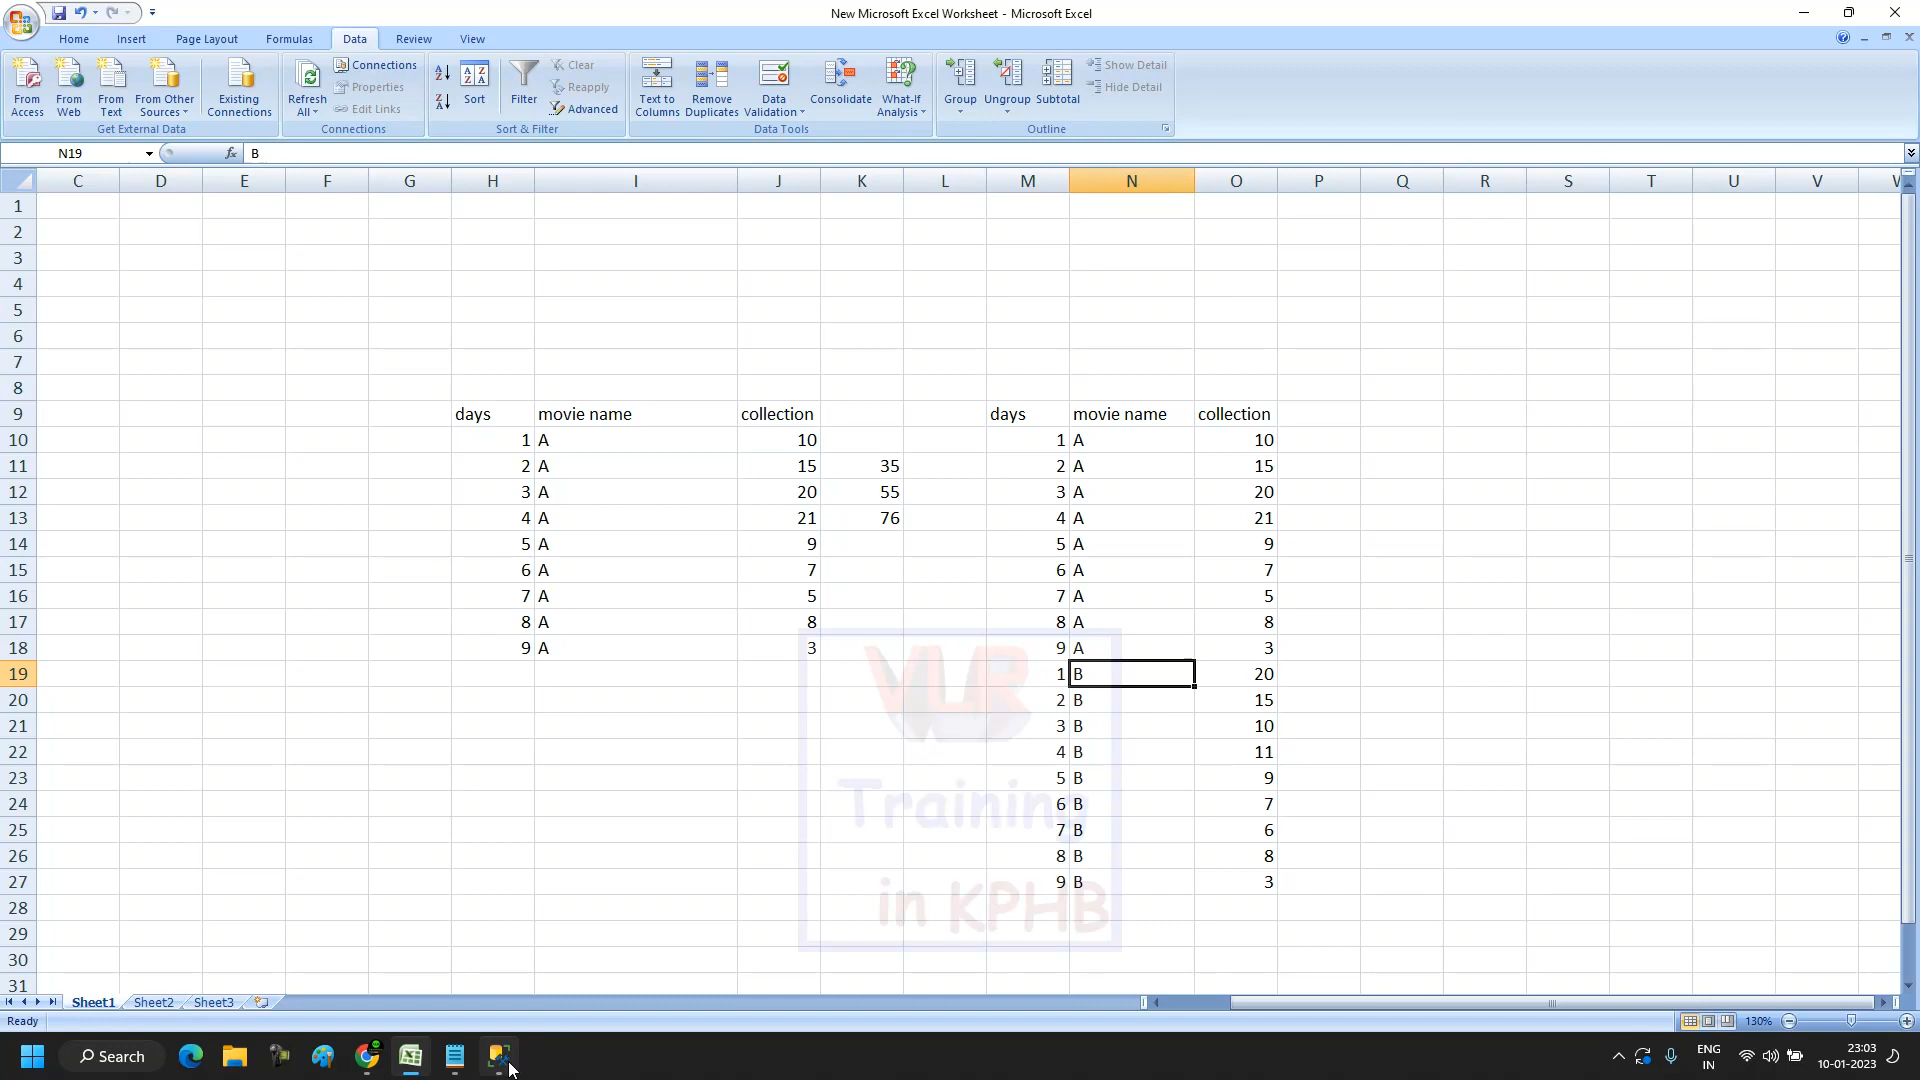 New Microsoft Excel Worksheet - Microsoft Excel
Home Insert Page Layout Formulas Data Review View
From Access
From Web
From Text
From Other Sources
Existing Connections
Get External Data
Refresh All
Connections
Properties
Edit Links
Connections
Sort
Filter
Clear
Reapply
Advanced
Sort & Filter
Text to Columns
Remove Duplicates
Data Validation
Consolidate
What-If Analysis
Data Tools
Group
Ungroup
Subtotal
Show Detail
Hide Detail
Outline
N19 fx B
C D E F G H I J K L M N O P Q R S T U V
1
2
3
4
5
6
7
8
9 days movie name collection days movie name collection
10 1 A 10 1 A 10
11 2 A 15 35 2 A 15
12 3 A 20 55 3 A 20
13 4 A 21 76 4 A 21
14 5 A 9 5 A 9
15 6 A 7 6 A 7
16 7 A 5 7 A 5
17 8 A 8 8 A 8
18 9 A 3 9 A 3
19 1 B 20
20 2 B 15
21 3 B 10
22 4 B 11
23 5 B 9
24 6 B 7
25 7 B 6
26 8 B 8
27 9 B 3
28
29
30
31
VLR
Training
in KPHB
Sheet1 Sheet2 Sheet3
Ready 130%
Search
ENG
IN
23:03
10-01-2023